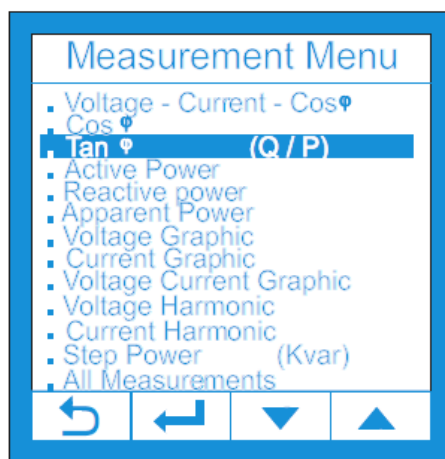 Measurement Menu
Voltage - Current - Cosφ
Cos φ
Tan φ (Q / P)
Active Power
Reactive power
Apparent Power
Voltage Graphic
Current Graphic
Voltage Current Graphic
Voltage Harmonic
Current Harmonic
Step Power (Kvar)
All Measurements